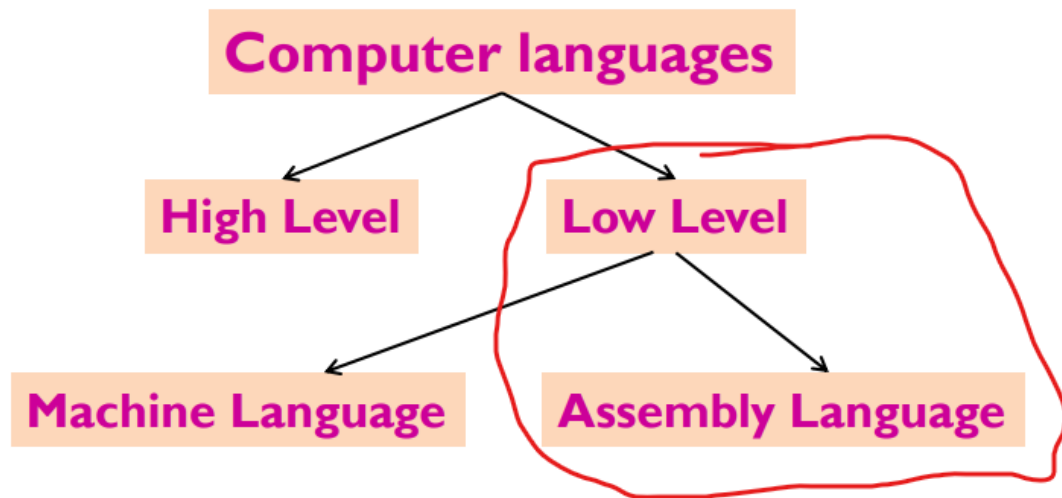 Computer languages
High Level
Low Level
Machine Language
Assembly Language